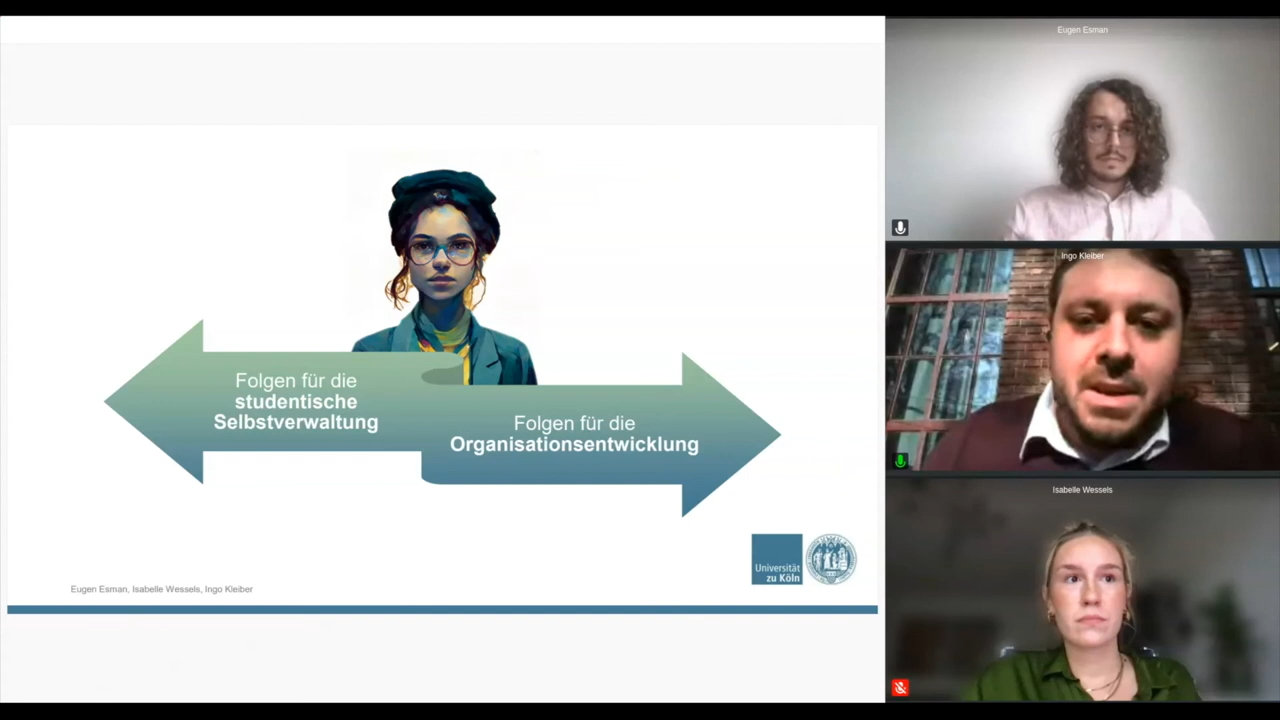 Folgen für die
studentische
Selbstverwaltung
Folgen für die
Organisationsentwicklung
Universität
zu Köln
Eugen Esman, Isabelle Wessels, Ingo Kleiber
Eugen Esman
Ingo Kleiber
Isabelle Wessels